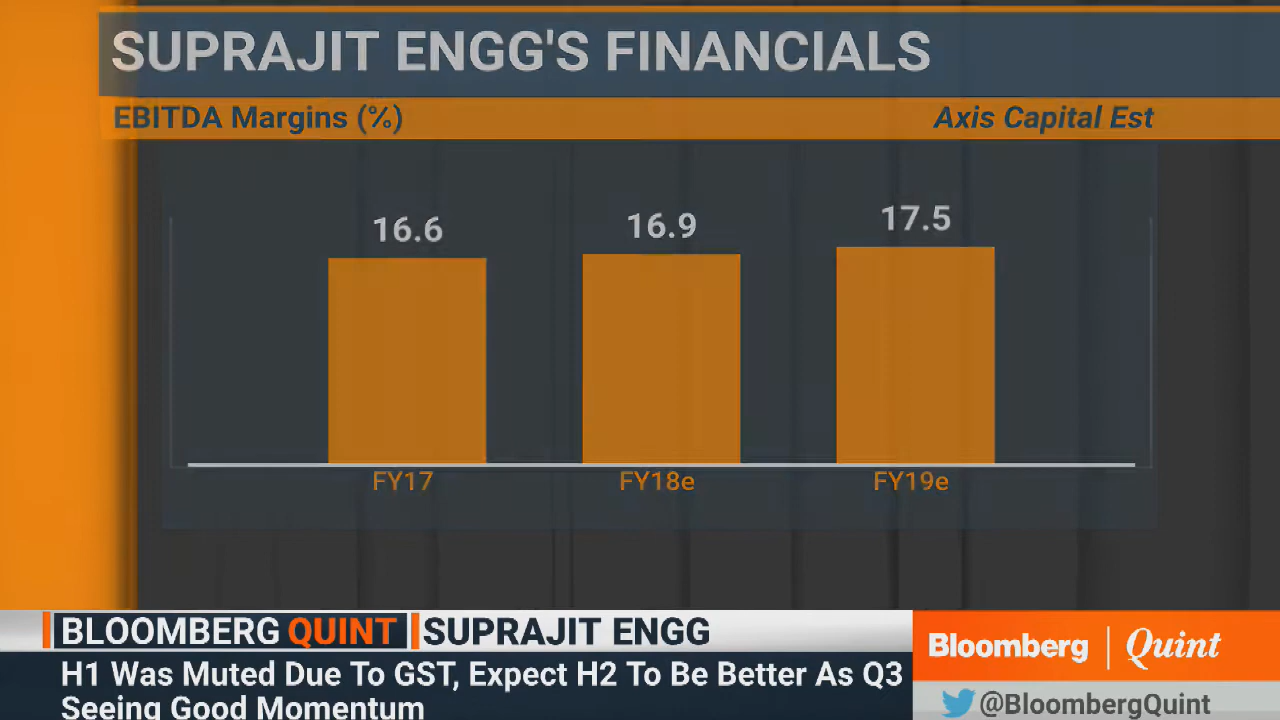 SUPRAJIT ENGG'S FINANCIALS
EBITDA Margins (%) Axis Capital Est
16.6 16.9 17.5
FY17 FY18e FY19e
BLOOMBERG QUINT SUPRAJIT ENGG
H1 Was Muted Due To GST, Expect H2 To Be Better As Q3
Seeing Good Momentum
Bloomberg | Quint
@BloombergQuint